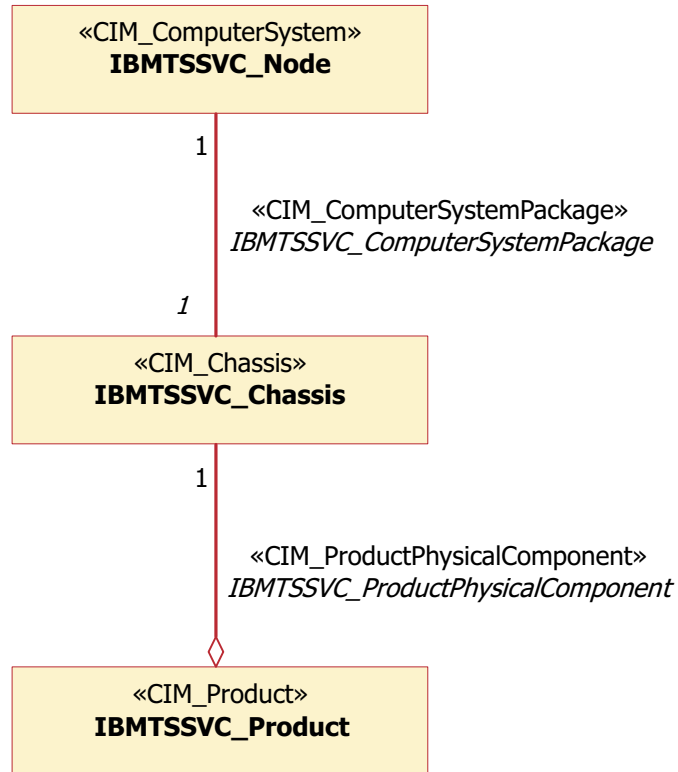 «CIM_ComputerSystem»
IBMTSSVC_Node
1
«CIM_ComputerSystemPackage»
IBMTSSVC_ComputerSystemPackage
1
«CIM_Chassis»
IBMTSSVC_Chassis
1
«CIM_ProductPhysicalComponent»
IBMTSSVC_ProductPhysicalComponent
«CIM_Product»
IBMTSSVC_Product